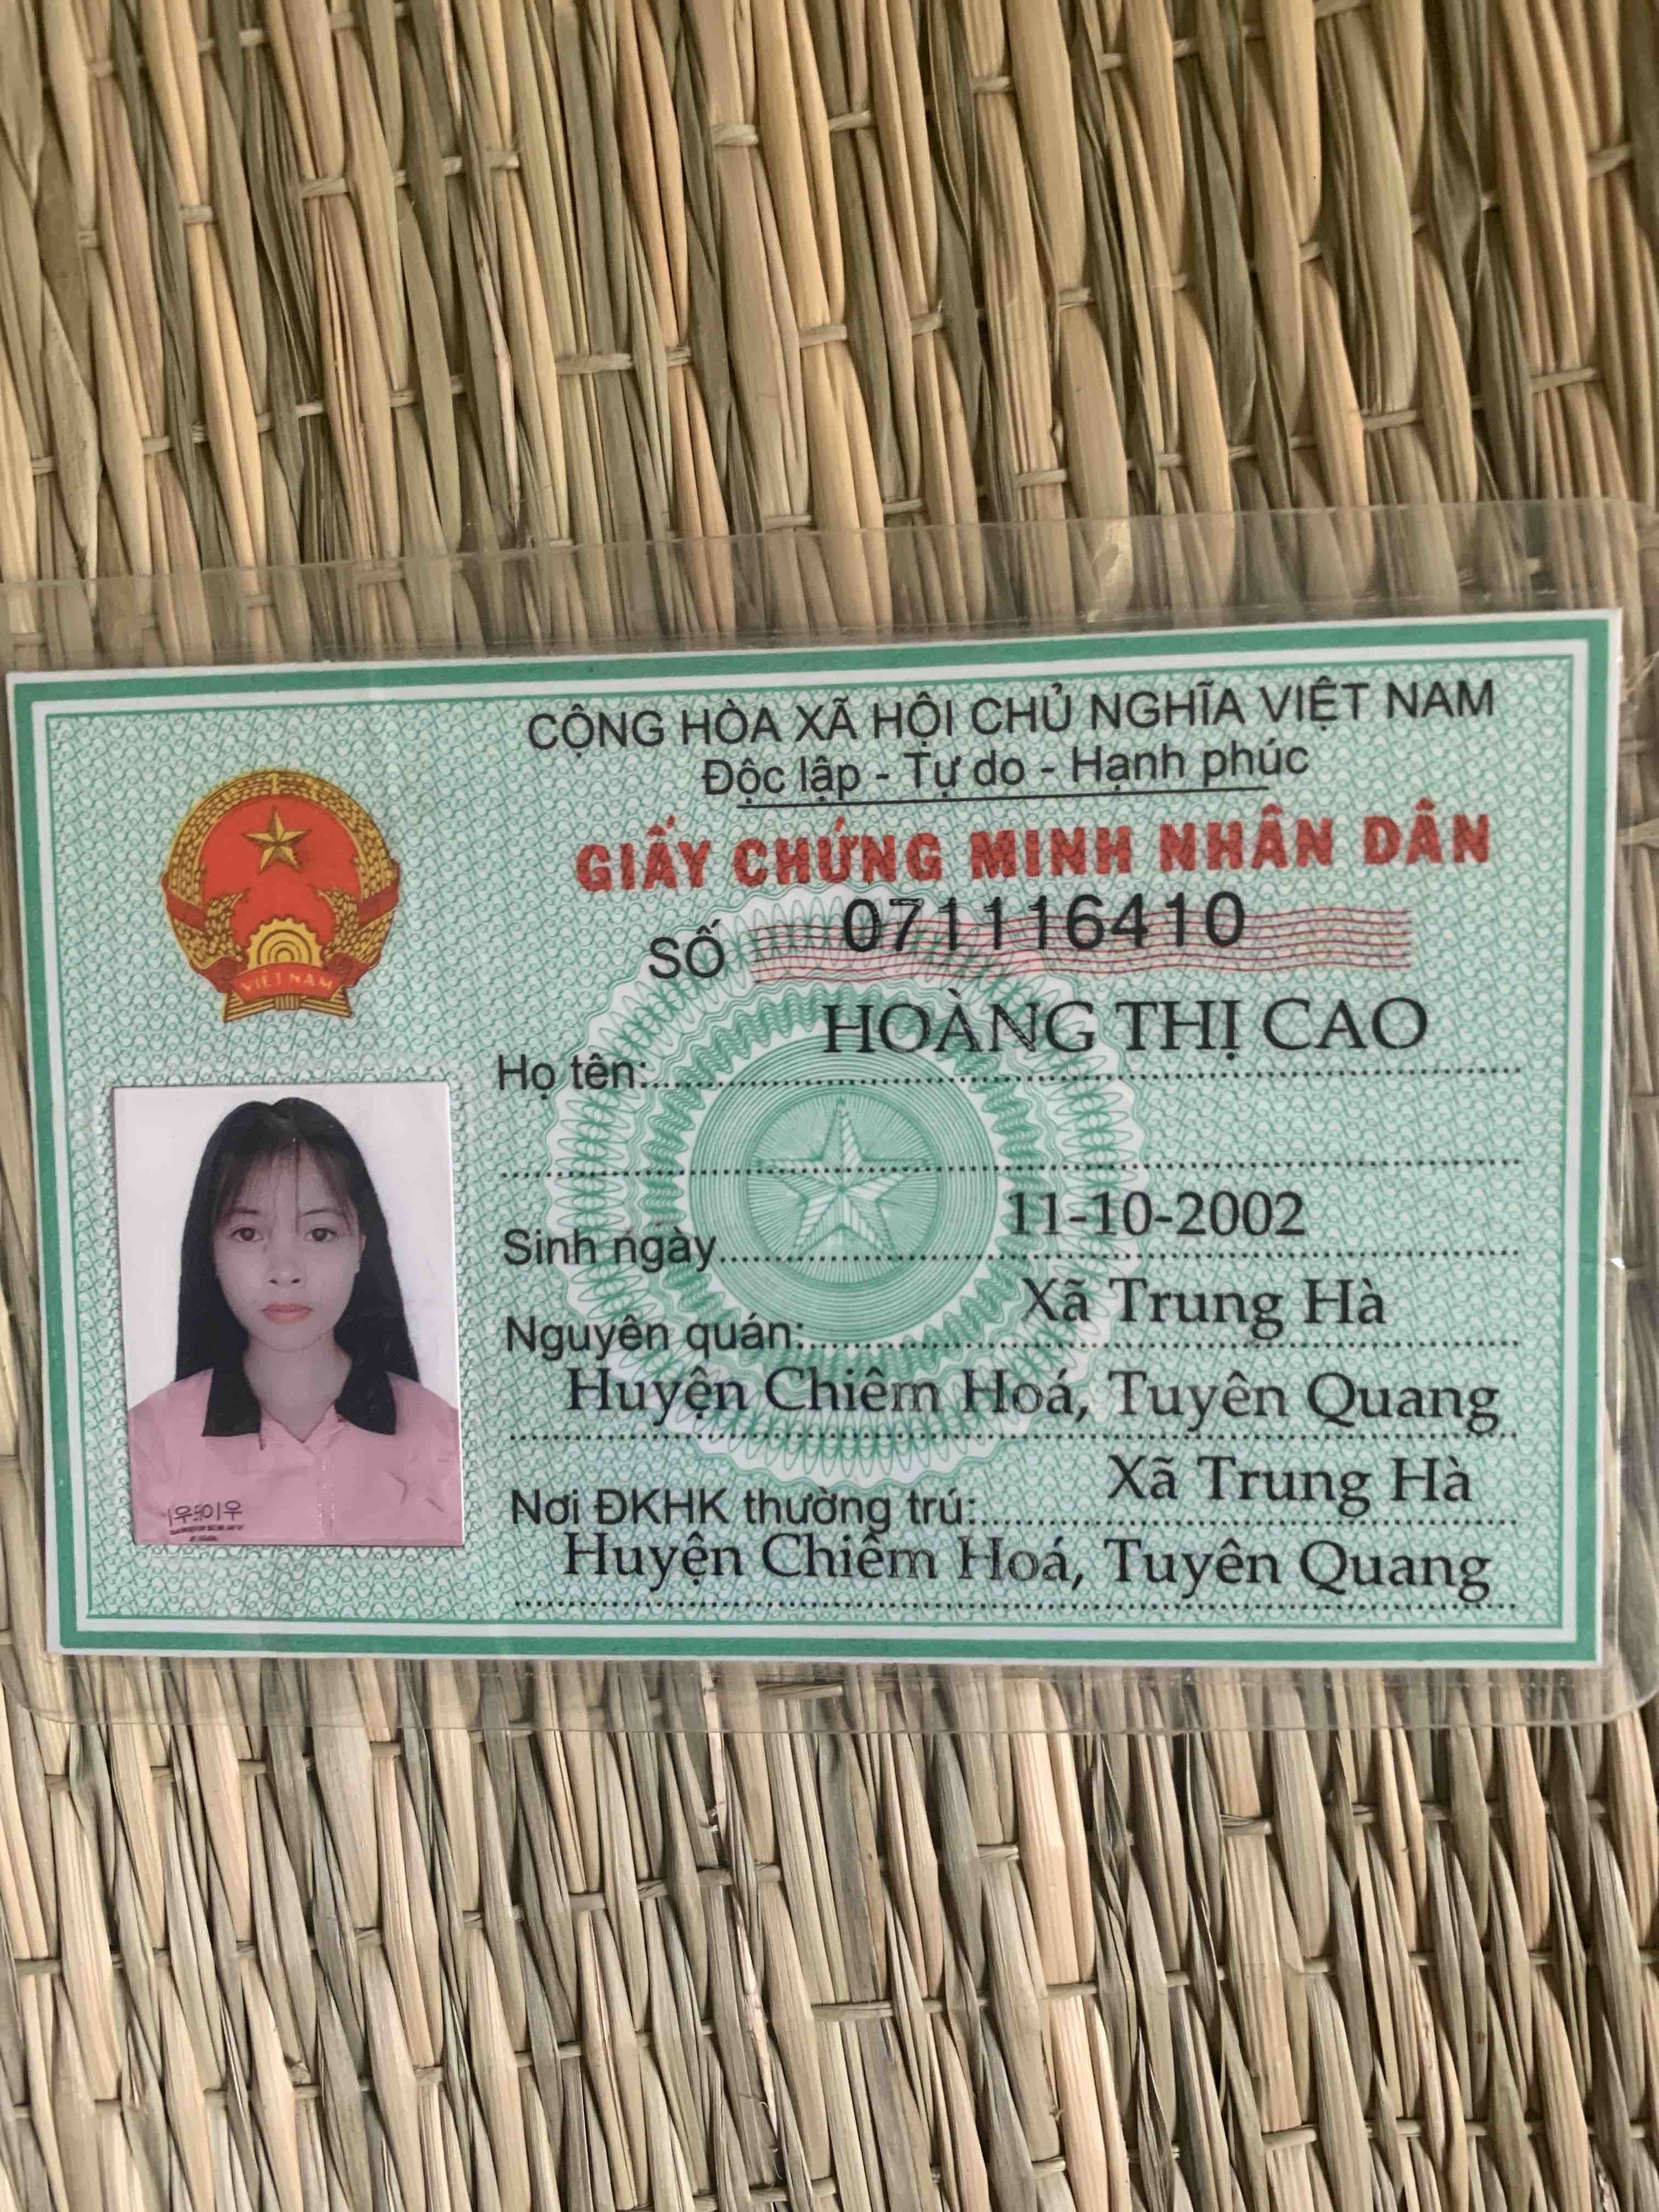 CỘNG HÒA XÃ HỘI CHỦ NGHĨA VIỆT NAM
Độc lập - Tự do - Hạnh phúc
GIẤY CHỨNG MINH NHÂN DÂN
SỐ 071116410
VIỆT NAM
Họ tên: HOÀNG THỊ CAO
Sinh ngày 11-10-2002
Nguyên quán: Xã Trung Hà
Huyện Chiêm Hoá, Tuyên Quang
Nơi ĐKHK thường trú: Xã Trung Hà
Huyện Chiêm Hoá, Tuyên Quang